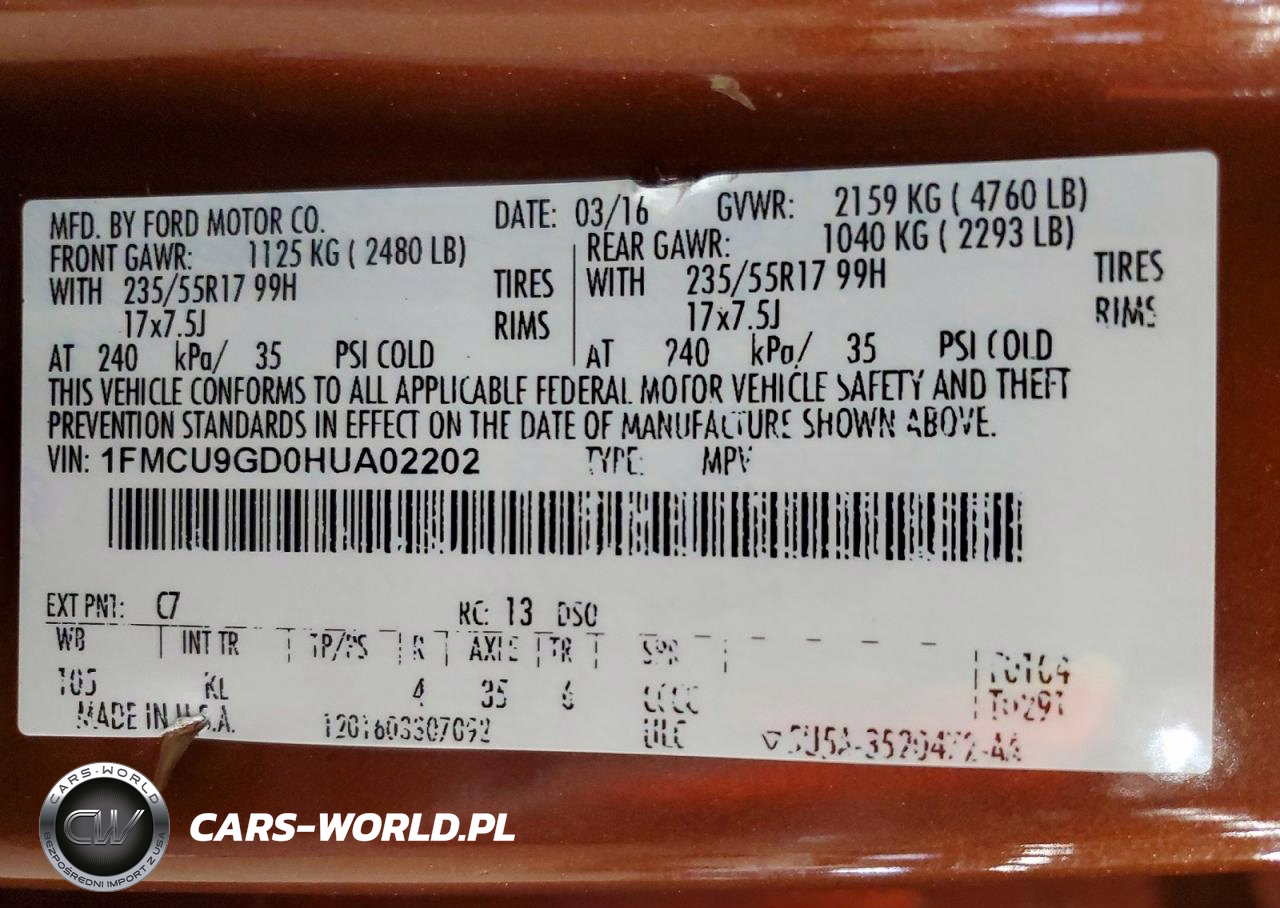 MFD. BY FORD MOTOR CO. DATE: 03/16 GVWR: 2159 KG ( 4760 LB)
FRONT GAWR: 1125 KG ( 2480 LB) REAR GAWR: 1040 KG ( 2293 LB)
WITH 235/55R17 99H TIRES WITH 235/55R17 99H TIRES
17x7.5J RIMS 17x7.5J RIMS
AT 240 kPa/ 35 PSI COLD AT 240 kPa/ 35 PSI COLD
THIS VEHICLE CONFORMS TO ALL APPLICABLE FEDERAL MOTOR VEHICLE SAFETY AND THEFT
PREVENTION STANDARDS IN EFFECT ON THE DATE OF MANUFACTURE SHOWN ABOVE.
VIN: 1FMCU9GD0HUA02202 TYPE: MPV
EXT PNT: C7 RC: 13 DSO
WB INT TR TP/PS R AXLE TR SPR
105 KL 4 35 6
MADE IN U.S.A.
CARS-WORLD
CW
BEZPOŚREDNI IMPORT Z USA
CARS-WORLD.PL